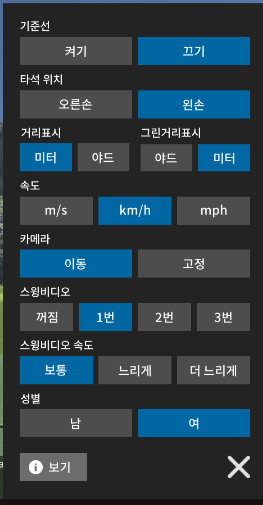 기준선
켜기 끄기
타석 위치
오른손 왼손
거리표시 그린거리표시
미터 야드 야드 미터
속도
m/s km/h mph
카메라
이동 고정
스윙비디오
꺼짐 1번 2번 3번
스윙비디오 속도
보통 느리게 더 느리게
성별
남 여
보기